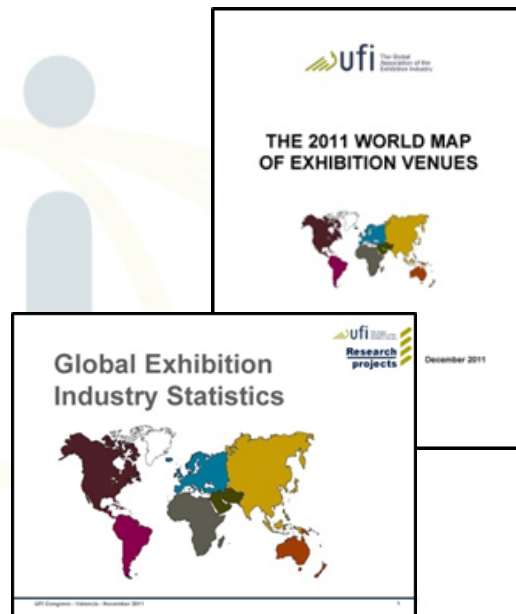 ufi The Global
Association of the
Exhibition Industry
THE 2011 WORLD MAP
OF EXHIBITION VENUES
December 2011
ufi
Research
projects
Global Exhibition
Industry Statistics
UFI Congress - Valencia - November 2011
1